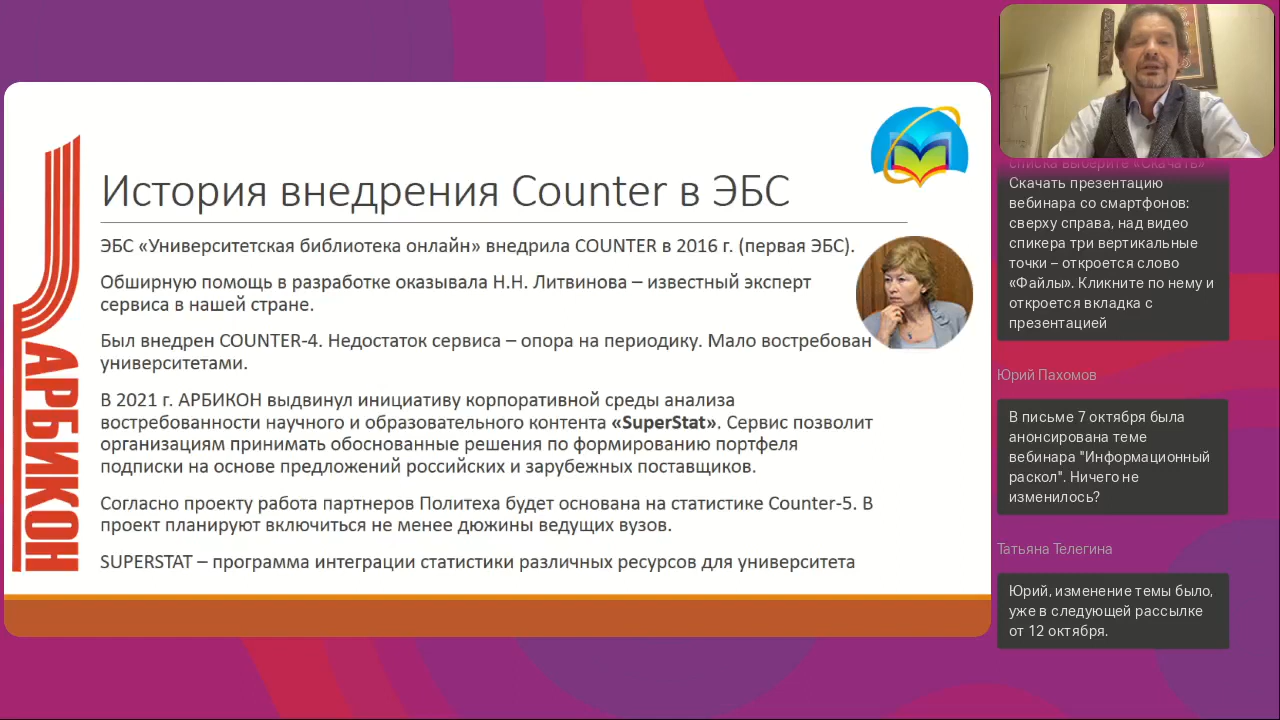 АРБИКОН
История внедрения Counter в ЭБС
ЭБС «Университетская библиотека онлайн» внедрила COUNTER в 2016 г. (первая ЭБС).
Обширную помощь в разработке оказывала Н.Н. Литвинова – известный эксперт
сервиса в нашей стране.
Был внедрен COUNTER-4. Недостаток сервиса – опора на периодику. Мало востребован
университетами.
В 2021 г. АРБИКОН выдвинул инициативу корпоративной среды анализа
востребованности научного и образовательного контента «SuperStat». Сервис позволит
организациям принимать обоснованные решения по формированию портфеля
подписки на основе предложений российских и зарубежных поставщиков.
Согласно проекту работа партнеров Политеха будет основана на статистике Counter-5. В
проект планируют включиться не менее дюжины ведущих вузов.
SUPERSTAT – программа интеграции статистики различных ресурсов для университета
списка выберите «Скачать»
Скачать презентацию
вебинара со смартфонов:
сверху справа, над видео
спикера три вертикальные
точки – откроется слово
«Файлы». Кликните по нему и
откроется вкладка с
презентацией
Юрий Пахомов
В письме 7 октября была
анонсирована теме
вебинара "Информационный
раскол". Ничего не
изменилось?
Татьяна Телегина
Юрий, изменение темы было,
уже в следующей рассылке
от 12 октября.